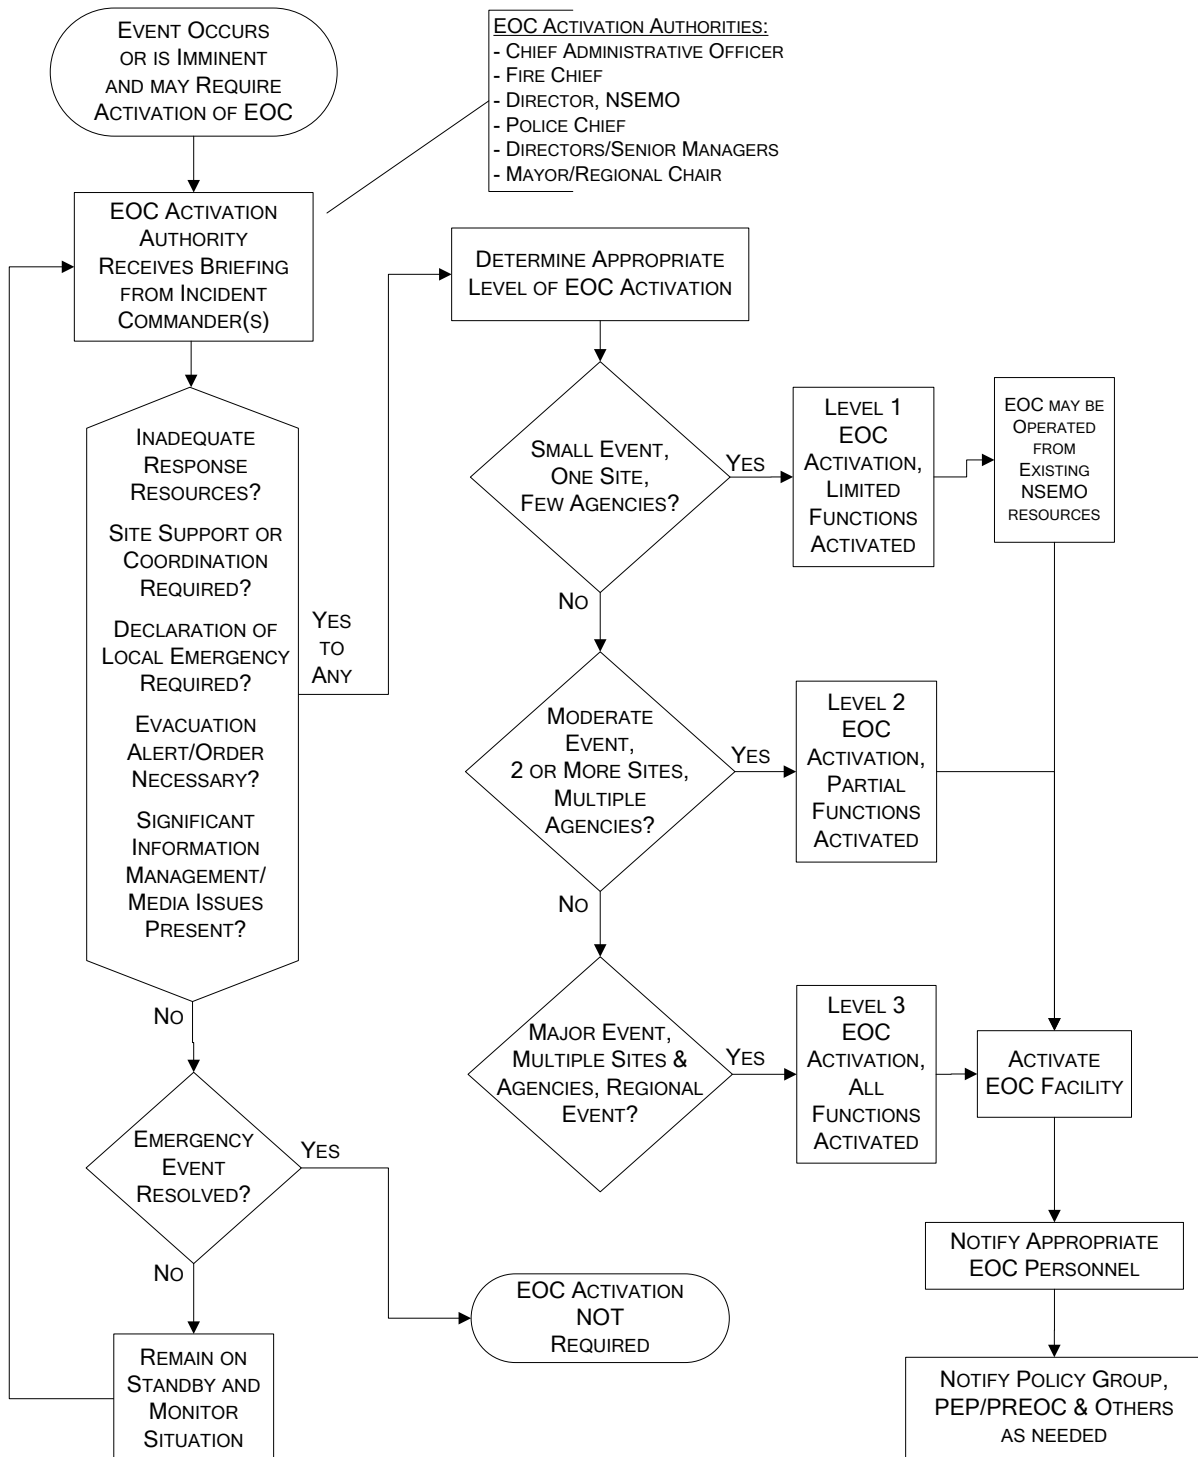 Event Occurs
or is Imminent
and may Require
Activation of EOC
EOC Activation Authorities:
- Chief Administrative Officer
- Fire Chief
- Director, NSEMO
- Police Chief
- Directors/Senior Managers
- Mayor/Regional Chair
EOC Activation
Authority
Receives Briefing
from Incident
Commander(s)
Inadequate
Response
Resources?
Site Support or
Coordination
Required?
Declaration of
Local Emergency
Required?
Evacuation
Alert/Order
Necessary?
Significant
Information
Management/
Media Issues
Present?
Yes
to
Any
No
Emergency
Event
Resolved?
Yes
No
Remain on
Standby and
Monitor
Situation
EOC Activation
NOT
Required
Determine Appropriate
Level of EOC Activation
Small Event,
One Site,
Few Agencies?
Yes
Level 1
EOC
Activation,
Limited
Functions
Activated
EOC may be
Operated
from
Existing
NSEMO
resources
No
Moderate
Event,
2 or More Sites,
Multiple
Agencies?
Yes
Level 2
EOC
Activation,
Partial
Functions
Activated
No
Major Event,
Multiple Sites &
Agencies, Regional
Event?
Yes
Level 3
EOC
Activation,
All
Functions
Activated
Activate
EOC Facility
Notify Appropriate
EOC Personnel
Notify Policy Group,
PEP/PREOC & Others
as needed